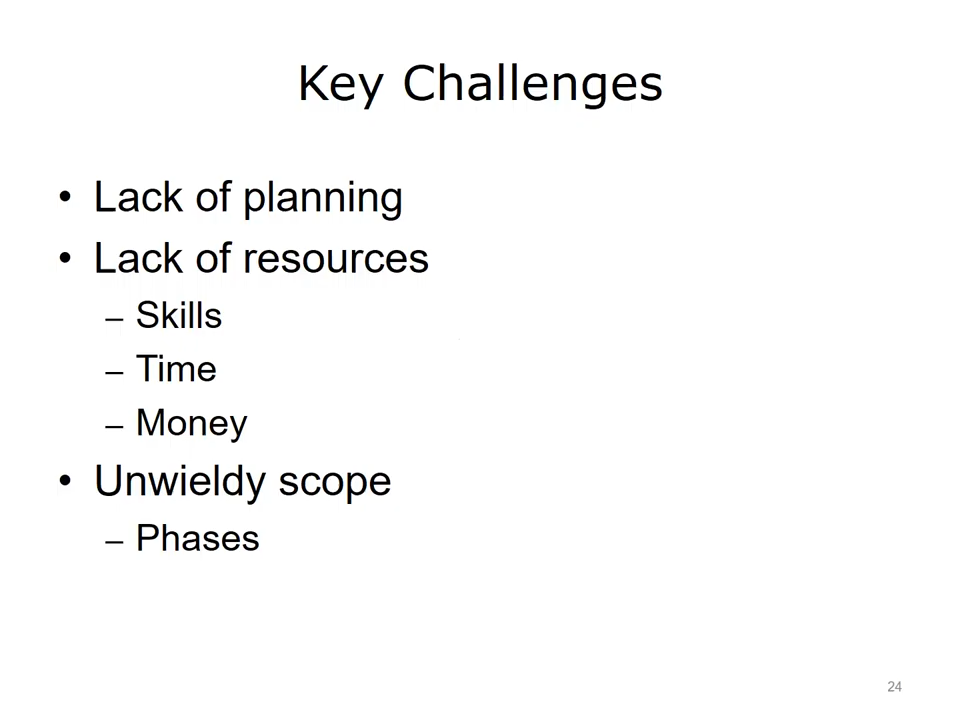 Key Challenges
• Lack of planning
• Lack of resources
– Skills
– Time
– Money
• Unwieldy scope
– Phases
24